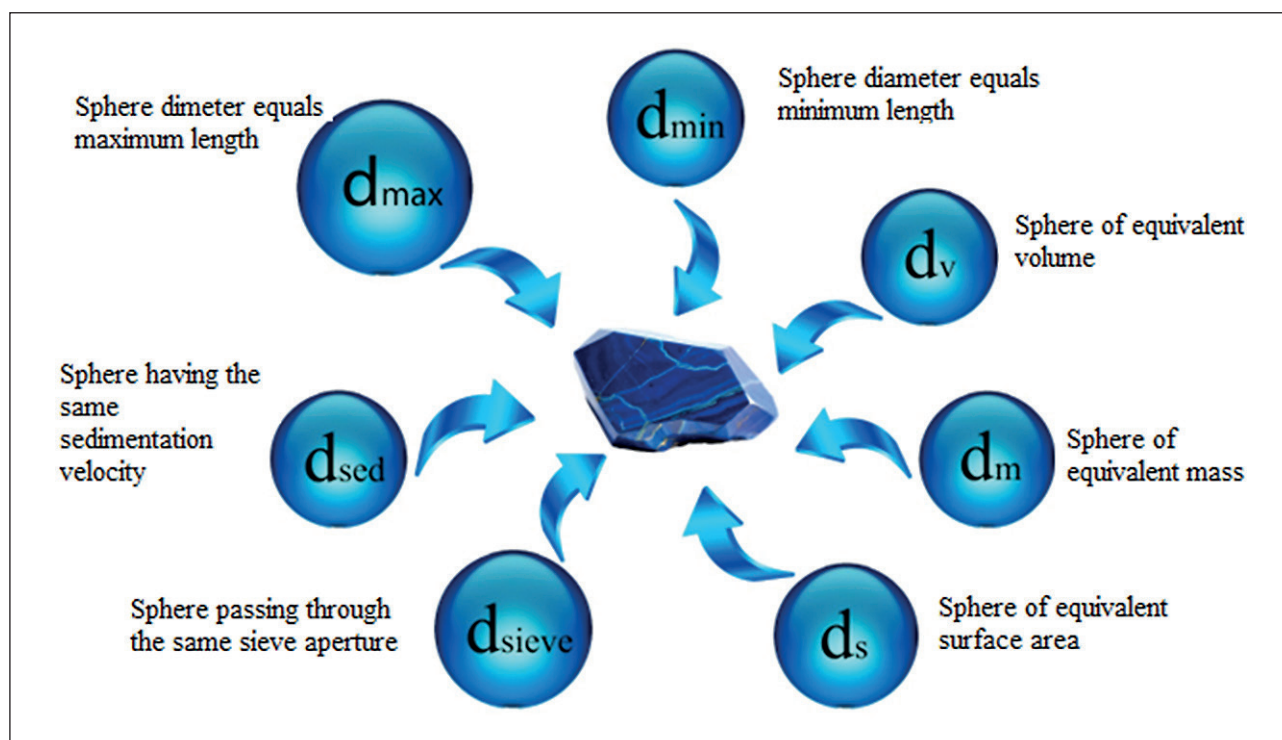 Sphere dimeter equals
maximum length
dmax
Sphere diameter equals
minimum length
dmin
Sphere of equivalent
volume
dv
Sphere having the
same
sedimentation
velocity
dsed
Sphere of
equivalent mass
dm
Sphere passing through
the same sieve aperture
dsieve
Sphere of equivalent
surface area
ds